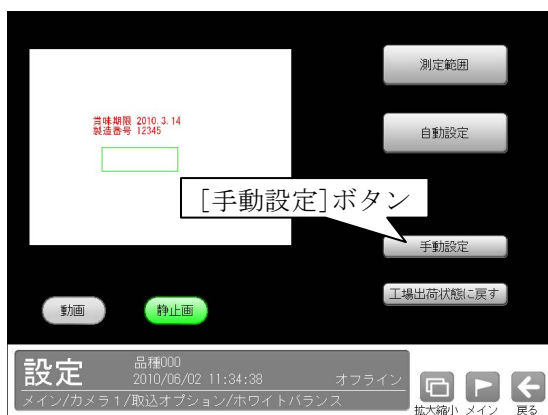 測定範囲
賞味期限 2010.3.14
製造番号 12345
自動設定
[手動設定]ボタン
手動設定
工場出荷状態に戻す
動画
静止画
設定
品種000
2010/06/02 11:34:38
オフライン
メイン/カメラ1/取込オプション/ホワイトバランス
拡大縮小
メイン
戻る